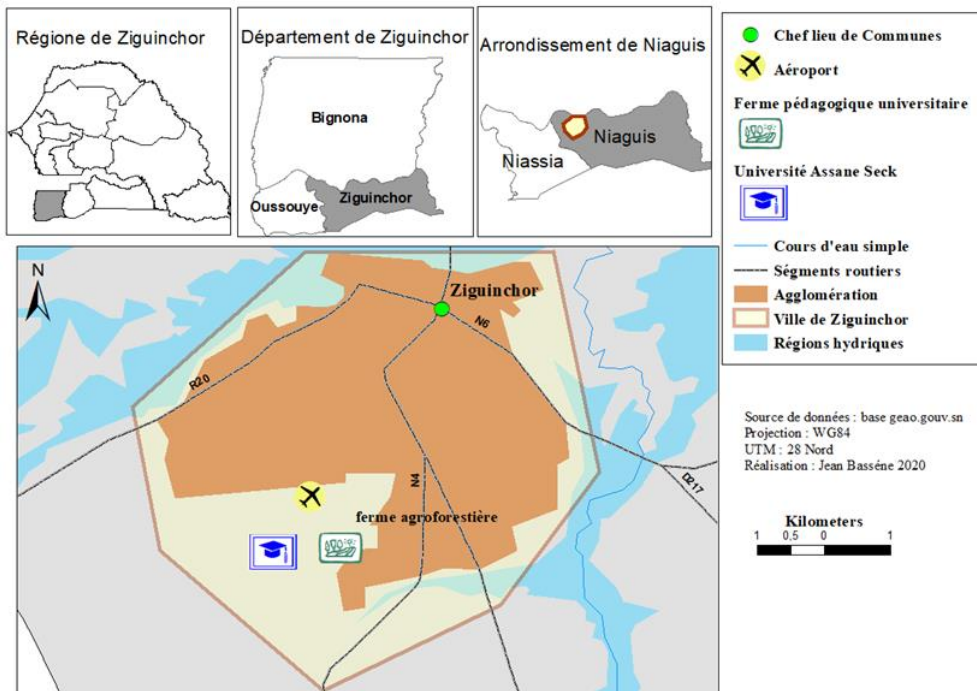 Régione de Ziguinchor
Département de Ziguinchor
Bignona
Oussouye
Ziguinchor
Arrondissement de Niaguis
Niassia
Niaguis
Chef lieu de Communes
Aéroport
Ferme pédagogique universitaire
Université Assane Seck
Cours d'eau simple
Ségments routiers
Agglomération
Ville de Ziguinchor
Régions hydriques
N
Ziguinchor
N6
R20
N4
D217
ferme agroforestière
Source de données : base geao.gouv.sn
Projection : WG84
UTM : 28 Nord
Réalisation : Jean Basséne 2020
Kilometers
1 0,5 0 1